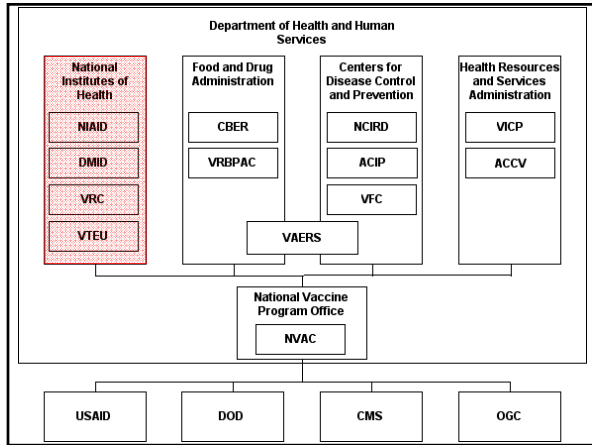 Department of Health and Human
Services
National
Institutes of
Health
NIAID
DMID
VRC
VTEU
Food and Drug
Administration
CBER
VRBPAC
Centers for
Disease Control
and Prevention
NCIRD
ACIP
VFC
Health Resources
and Services
Administration
VICP
ACCV
VAERS
National Vaccine
Program Office
NVAC
USAID
DOD
CMS
OGC